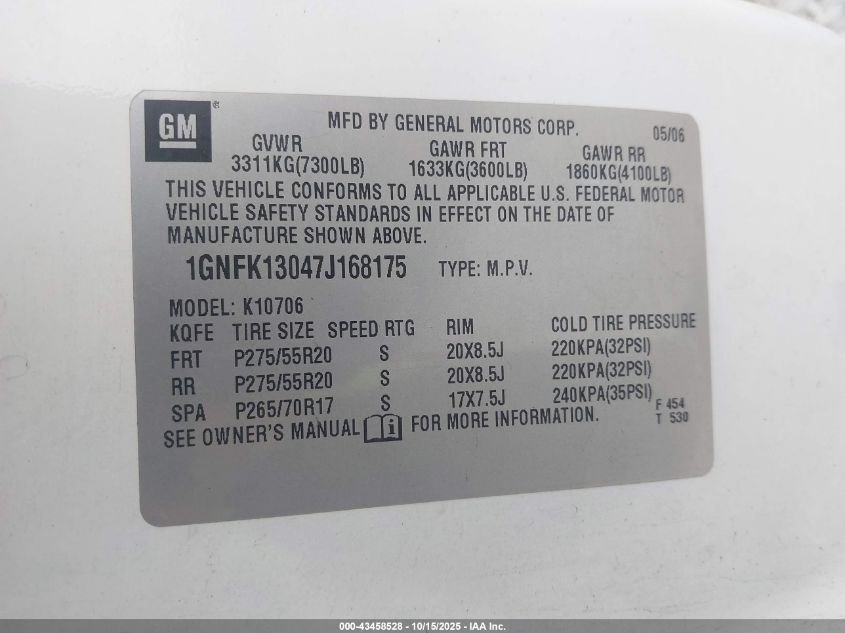 GM ®
MFD BY GENERAL MOTORS CORP. 05/06
GVWR GAWR FRT GAWR RR
3311KG(7300LB) 1633KG(3600LB) 1860KG(4100LB)
THIS VEHICLE CONFORMS TO ALL APPLICABLE U.S. FEDERAL MOTOR
VEHICLE SAFETY STANDARDS IN EFFECT ON THE DATE OF
MANUFACTURE SHOWN ABOVE.
1GNFK13047J168175 TYPE: M.P.V.
MODEL: K10706
KQFE TIRE SIZE SPEED RTG RIM COLD TIRE PRESSURE
FRT P275/55R20 S 20X8.5J 220KPA(32PSI)
RR P275/55R20 S 20X8.5J 220KPA(32PSI)
SPA P265/70R17 S 17X7.5J 240KPA(35PSI) F 454
SEE OWNER'S MANUAL i FOR MORE INFORMATION. T 530
000-43458528 - 10/15/2025 - IAA Inc.